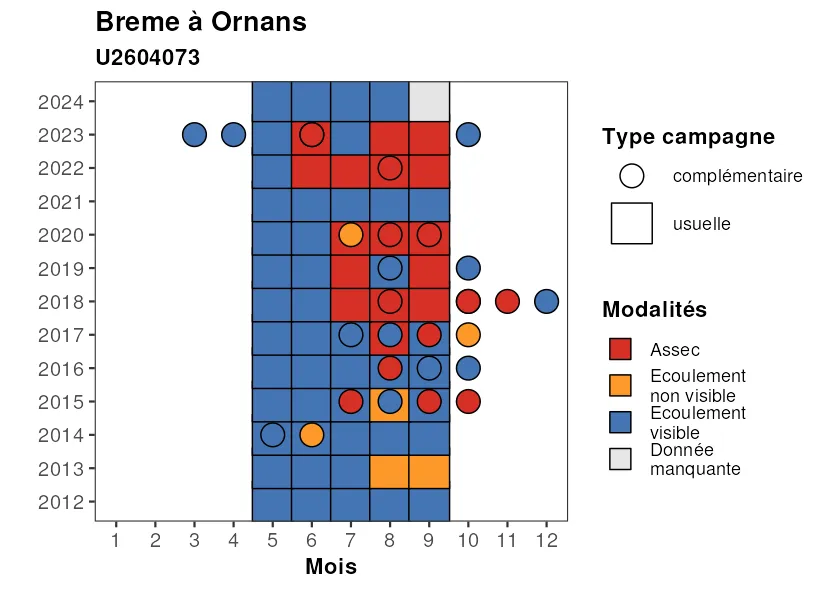 Breme à Ornans
U2604073
2024
2023
2022
2021
2020
2019
2018
2017
2016
2015
2014
2013
2012
1 2 3 4 5 6 7 8 9 10 11 12
Mois
Type campagne
complémentaire
usuelle
Modalités
Assec
Ecoulement
non visible
Ecoulement
visible
Donnée
manquante